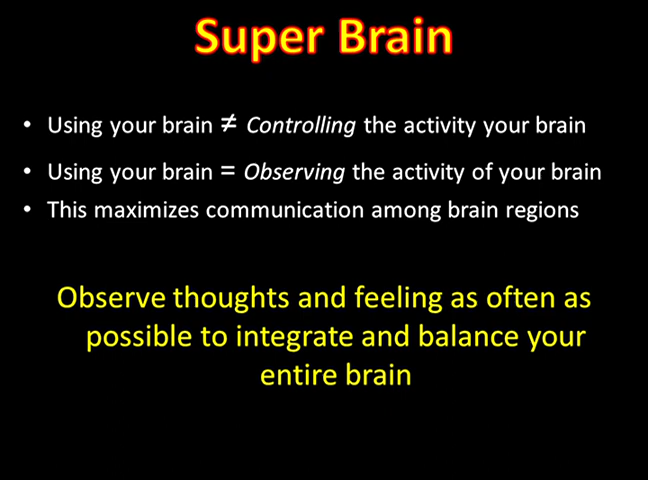 Super Brain
• Using your brain ≠ Controlling the activity your brain
• Using your brain = Observing the activity of your brain
• This maximizes communication among brain regions
Observe thoughts and feeling as often as
possible to integrate and balance your
entire brain